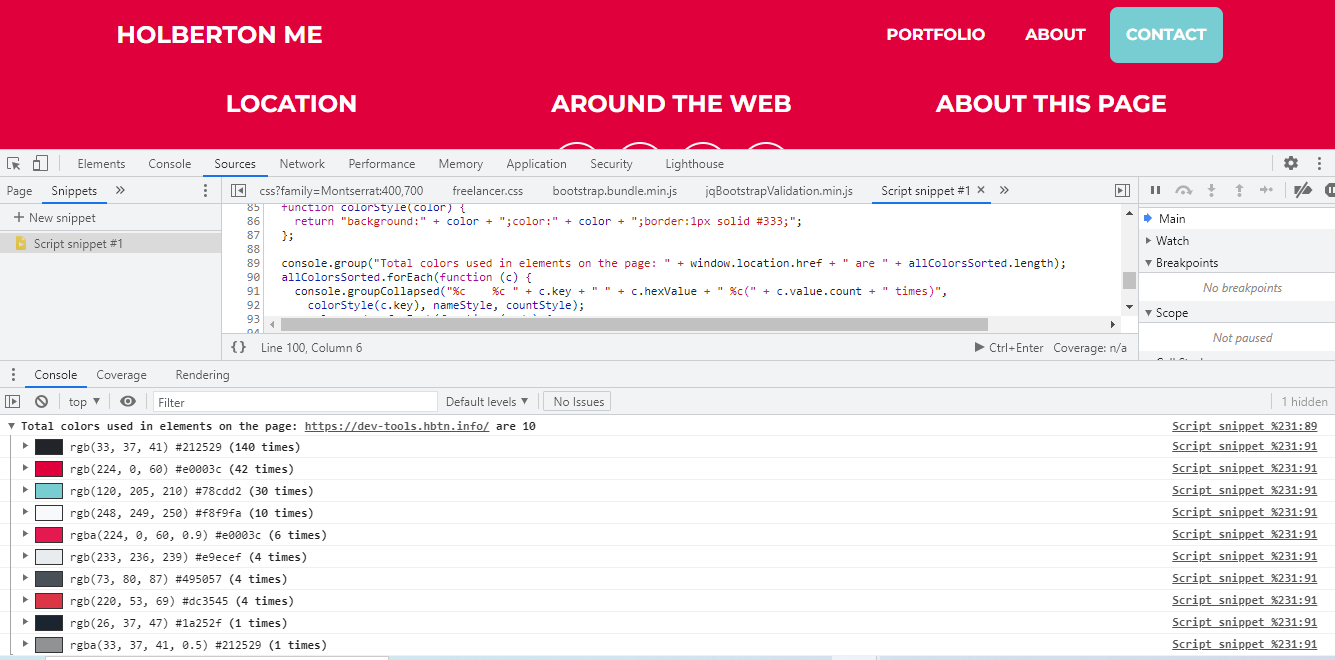 HOLBERTON ME
PORTFOLIO ABOUT CONTACT
LOCATION AROUND THE WEB ABOUT THIS PAGE
Elements Console Sources Network Performance Memory Application Security Lighthouse
Page Snippets » css?family=Montserrat:400,700 freelancer.css bootstrap.bundle.min.js jqBootstrapValidation.min.js Script snippet #1 × »
+ New snippet
Script snippet #1
85 function colorStyle(color) {
86 return "background:" + color + ";color:" + color + ";border:1px solid #333;";
87 };
88
89 console.group("Total colors used in elements on the page: " + window.location.href + " are " + allColorsSorted.length);
90 allColorsSorted.forEach(function (c) {
91 console.groupCollapsed("%c    %c " + c.key + " " + c.hexValue + " %c(" + c.value.count + " times)",
92 colorStyle(c.key), nameStyle, countStyle);
93
94
{} Line 100, Column 6 Ctrl+Enter Coverage: n/a
Main
Watch
Breakpoints
No breakpoints
Scope
Not paused
Console Coverage Rendering
top Filter Default levels No Issues 1 hidden
Total colors used in elements on the page: https://dev-tools.hbtn.info/ are 10 Script snippet %231:89
rgb(33, 37, 41) #212529 (140 times) Script snippet %231:91
rgb(224, 0, 60) #e0003c (42 times) Script snippet %231:91
rgb(120, 205, 210) #78cdd2 (30 times) Script snippet %231:91
rgb(248, 249, 250) #f8f9fa (10 times) Script snippet %231:91
rgba(224, 0, 60, 0.9) #e0003c (6 times) Script snippet %231:91
rgb(233, 236, 239) #e9ecef (4 times) Script snippet %231:91
rgb(73, 80, 87) #495057 (4 times) Script snippet %231:91
rgb(220, 53, 69) #dc3545 (4 times) Script snippet %231:91
rgb(26, 37, 47) #1a252f (1 times) Script snippet %231:91
rgba(33, 37, 41, 0.5) #212529 (1 times) Script snippet %231:91